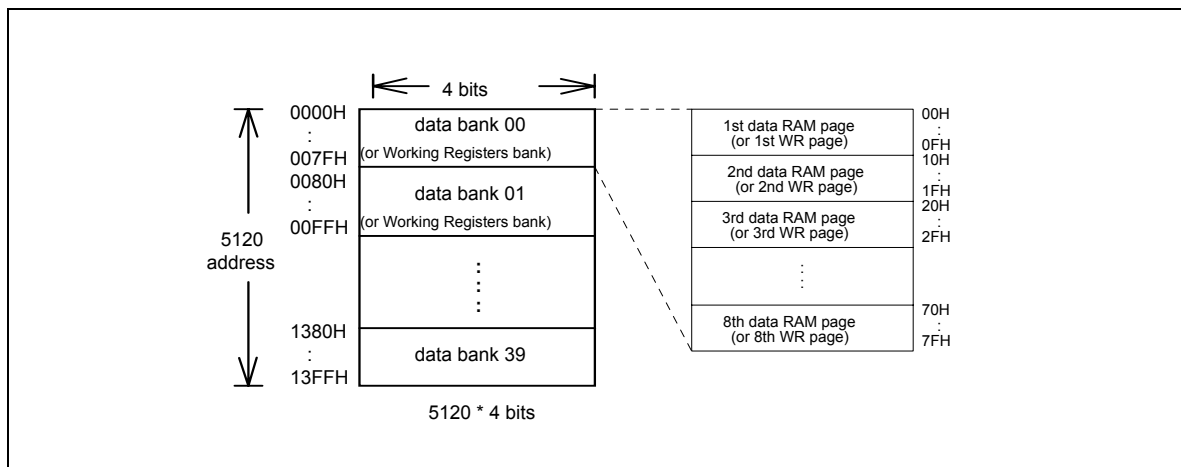 4 bits
0000H
:
007FH
data bank 00
(or Working Registers bank)
0080H
:
00FFH
data bank 01
(or Working Registers bank)
5120
address
1380H
:
13FFH
data bank 39
5120 * 4 bits
1st data RAM page
(or 1st WR page)
00H
:
0FH
2nd data RAM page
(or 2nd WR page)
10H
:
1FH
3rd data RAM page
(or 3rd WR page)
20H
:
2FH
8th data RAM page
(or 8th WR page)
70H
:
7FH